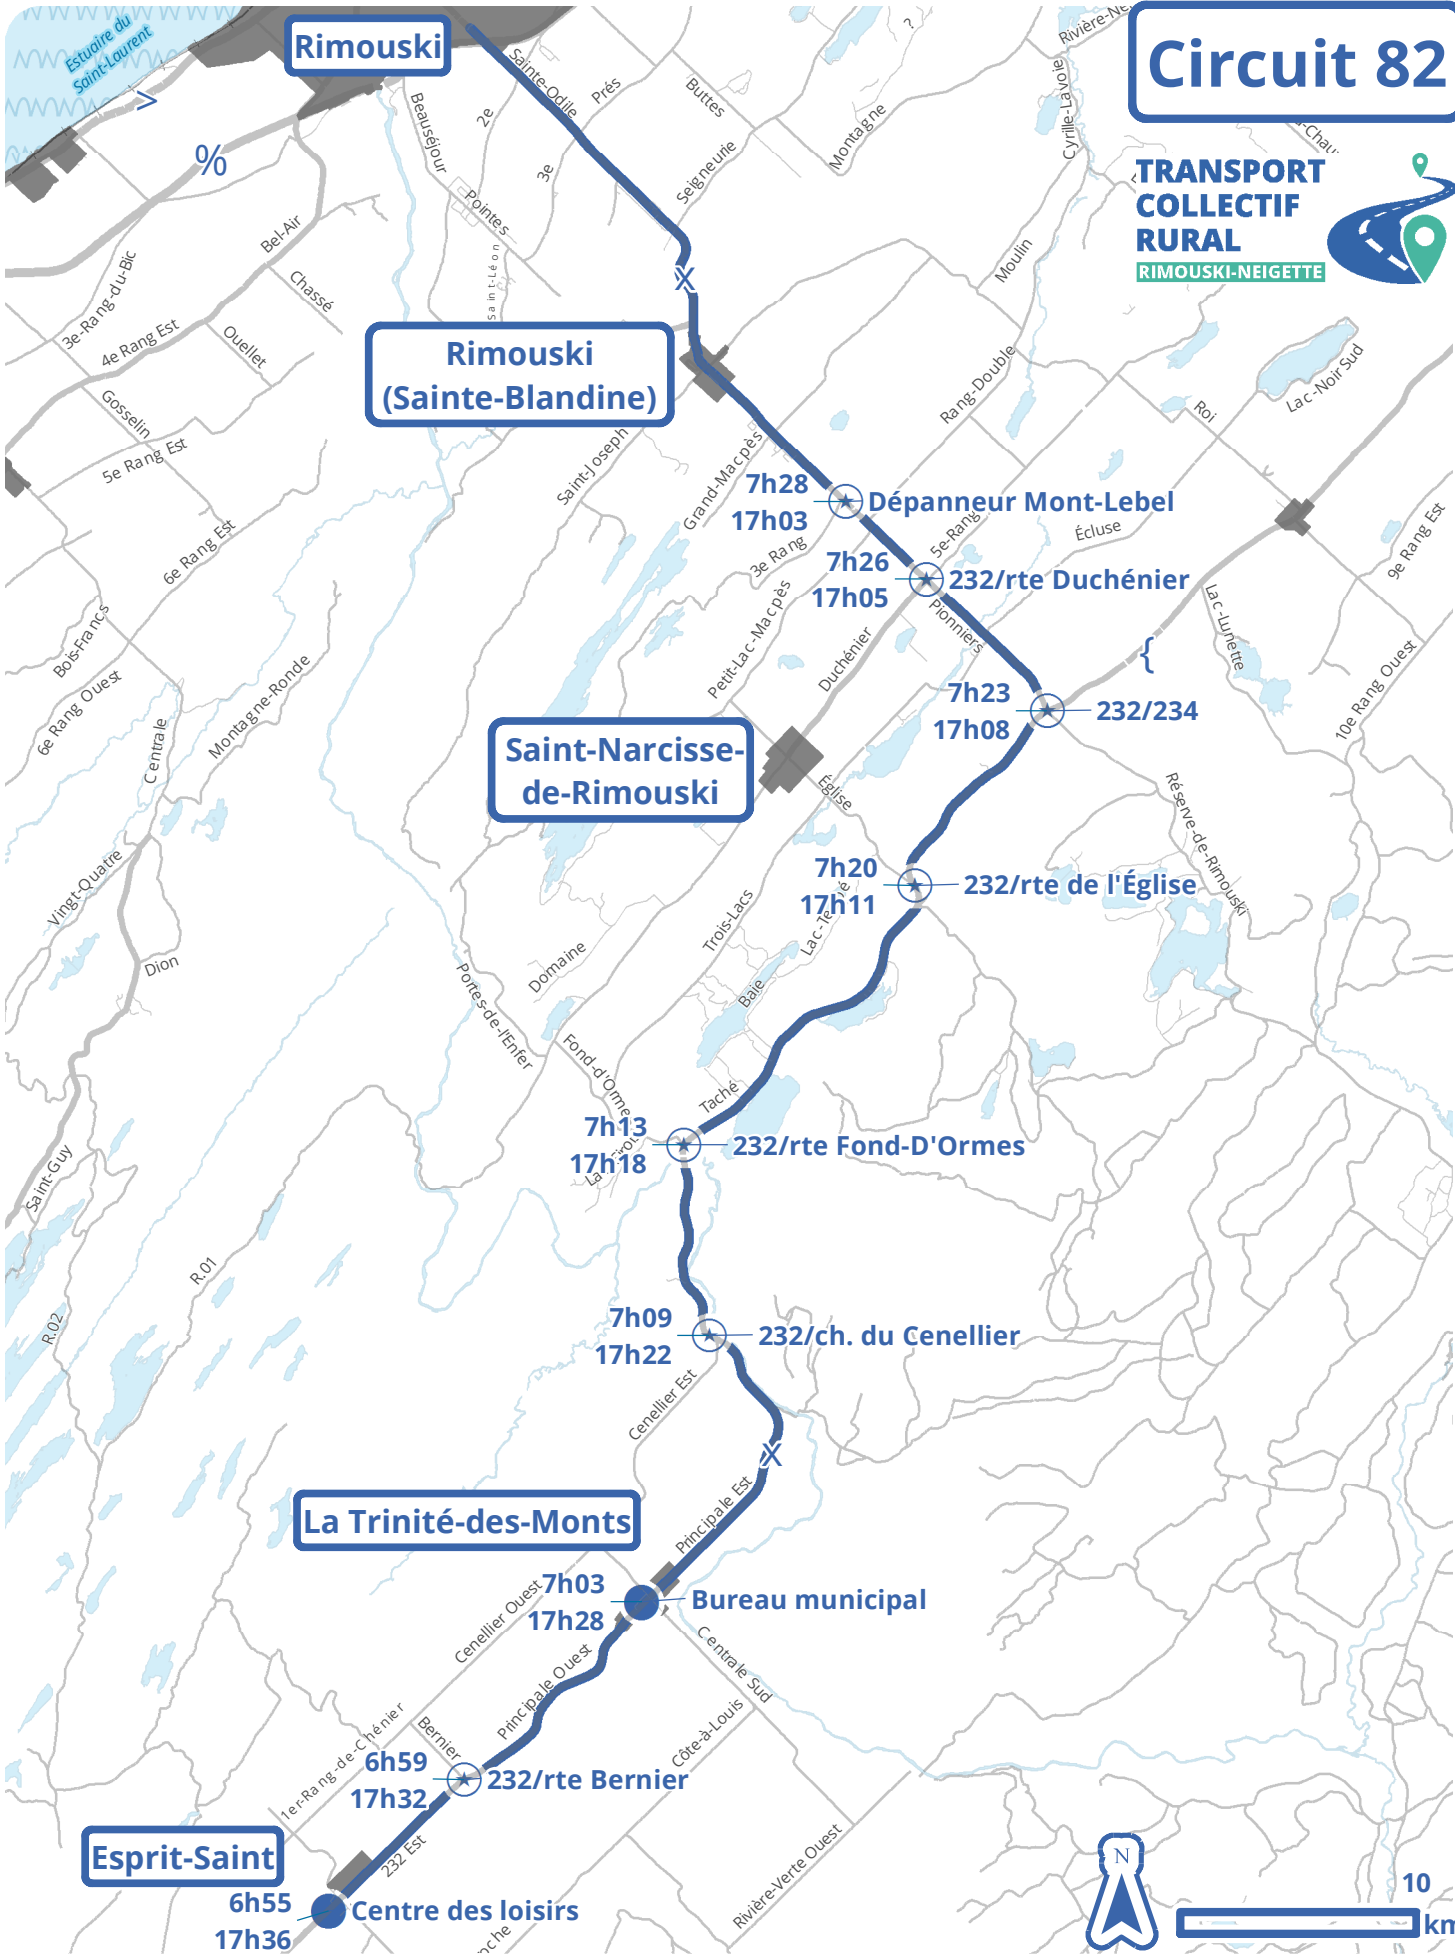 Estuaire du
Saint-Laurent
Rimouski
Circuit 82
TRANSPORT
COLLECTIF
RURAL
RIMOUSKI-NEIGETTE
>
%
Beauséjour
Sainte-Odile
2e
3e
Prés
Buttes
Seigneurie
Montagne
?
Cyrille-Lavoie
Pointes
Saint-Léon
Bel-Air
Chassé
3e-Rang-du-Bic
4e Rang Est
Ouellet
Gosselin
5e Rang Est
6e Rang Est
X
Moulin
Rimouski
(Sainte-Blandine)
Rang-Double
Lac-Noir Sud
Roi
Saint-Joseph
Grand-Macpès
7h28
17h03
Dépanneur Mont-Lebel
3e Rang
5e-Rang
Écluse
9e Rang Est
7h26
17h05
232/rte Duchénier
Pionniers
Petit-Lac-Macpès
Duchénier
Lac-Lunette
{
10e Rang Ouest
Bois-Francs
6e Rang Ouest
Centrale
Montagne-Ronde
7h23
17h08
232/234
Saint-Narcisse-
de-Rimouski
Église
Réserve-de-Rimouski
7h20
17h11
232/rte de l'Église
Vingt-Quatre
Dion
Trois-Lacs
Domaine
Baie
Portes-de-l'Enfer
Fond-d'Ormes
Taché
7h13
17h18
232/rte Fond-D'Ormes
Saint-Guy
R.01
R.02
7h09
17h22
232/ch. du Cenellier
Cenellier Est
X
La Trinité-des-Monts
Principale Est
7h03
17h28
Bureau municipal
Cenellier Ouest
Principale Ouest
Centrale Sud
Côte-à-Louis
1er-Rang-de-Chénier
Bernier
6h59
17h32
232/rte Bernier
Esprit-Saint
232 Est
6h55
17h36
Centre des loisirs
Rivière-Verte Ouest
N
10
km